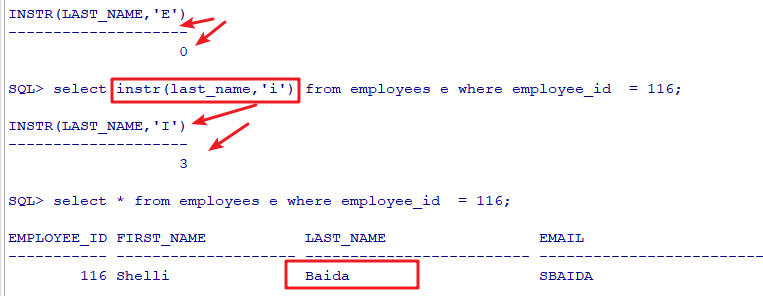 INSTR(LAST_NAME,'E')
--------------------
0
SQL> select instr(last_name,'i') from employees e where employee_id  = 116;
INSTR(LAST_NAME,'I')
--------------------
3
SQL> select * from employees e where employee_id  = 116;
EMPLOYEE_ID FIRST_NAME           LAST_NAME                 EMAIL
----------- -------------------- ------------------------- -------------------------
116 Shelli               Baida                     SBAIDA